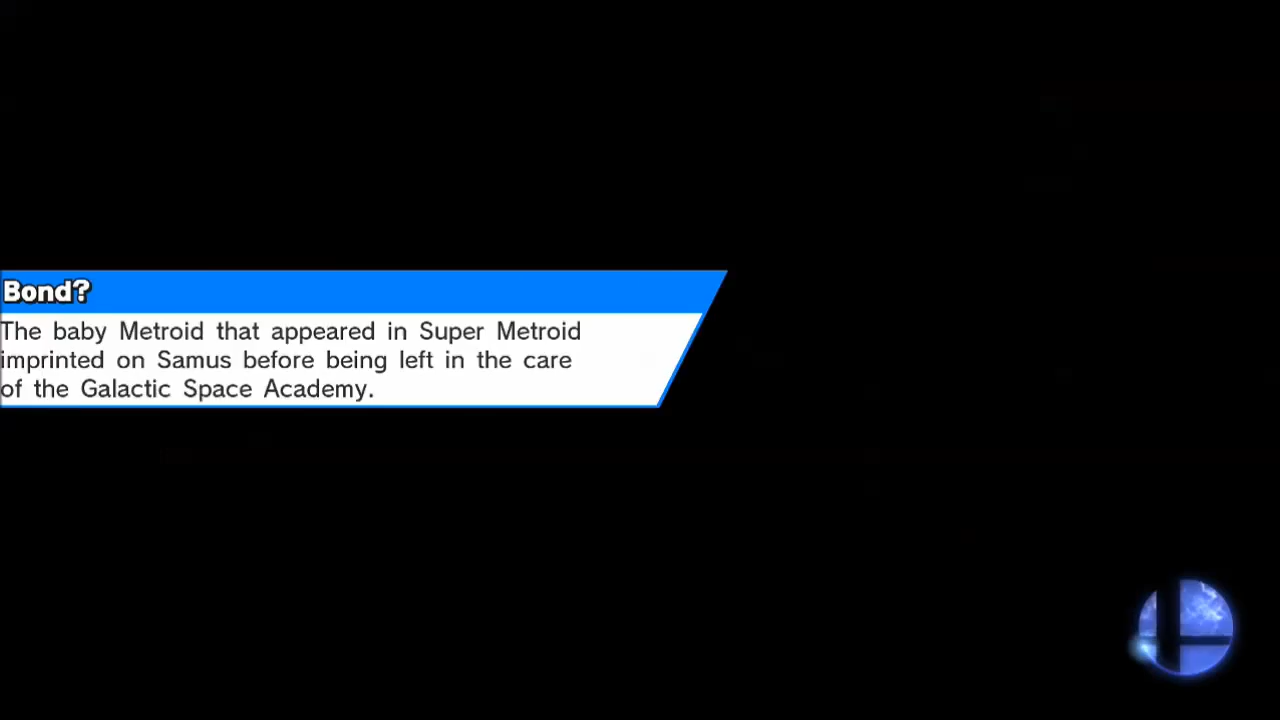 Bond?
The baby Metroid that appeared in Super Metroid
imprinted on Samus before being left in the care
of the Galactic Space Academy.